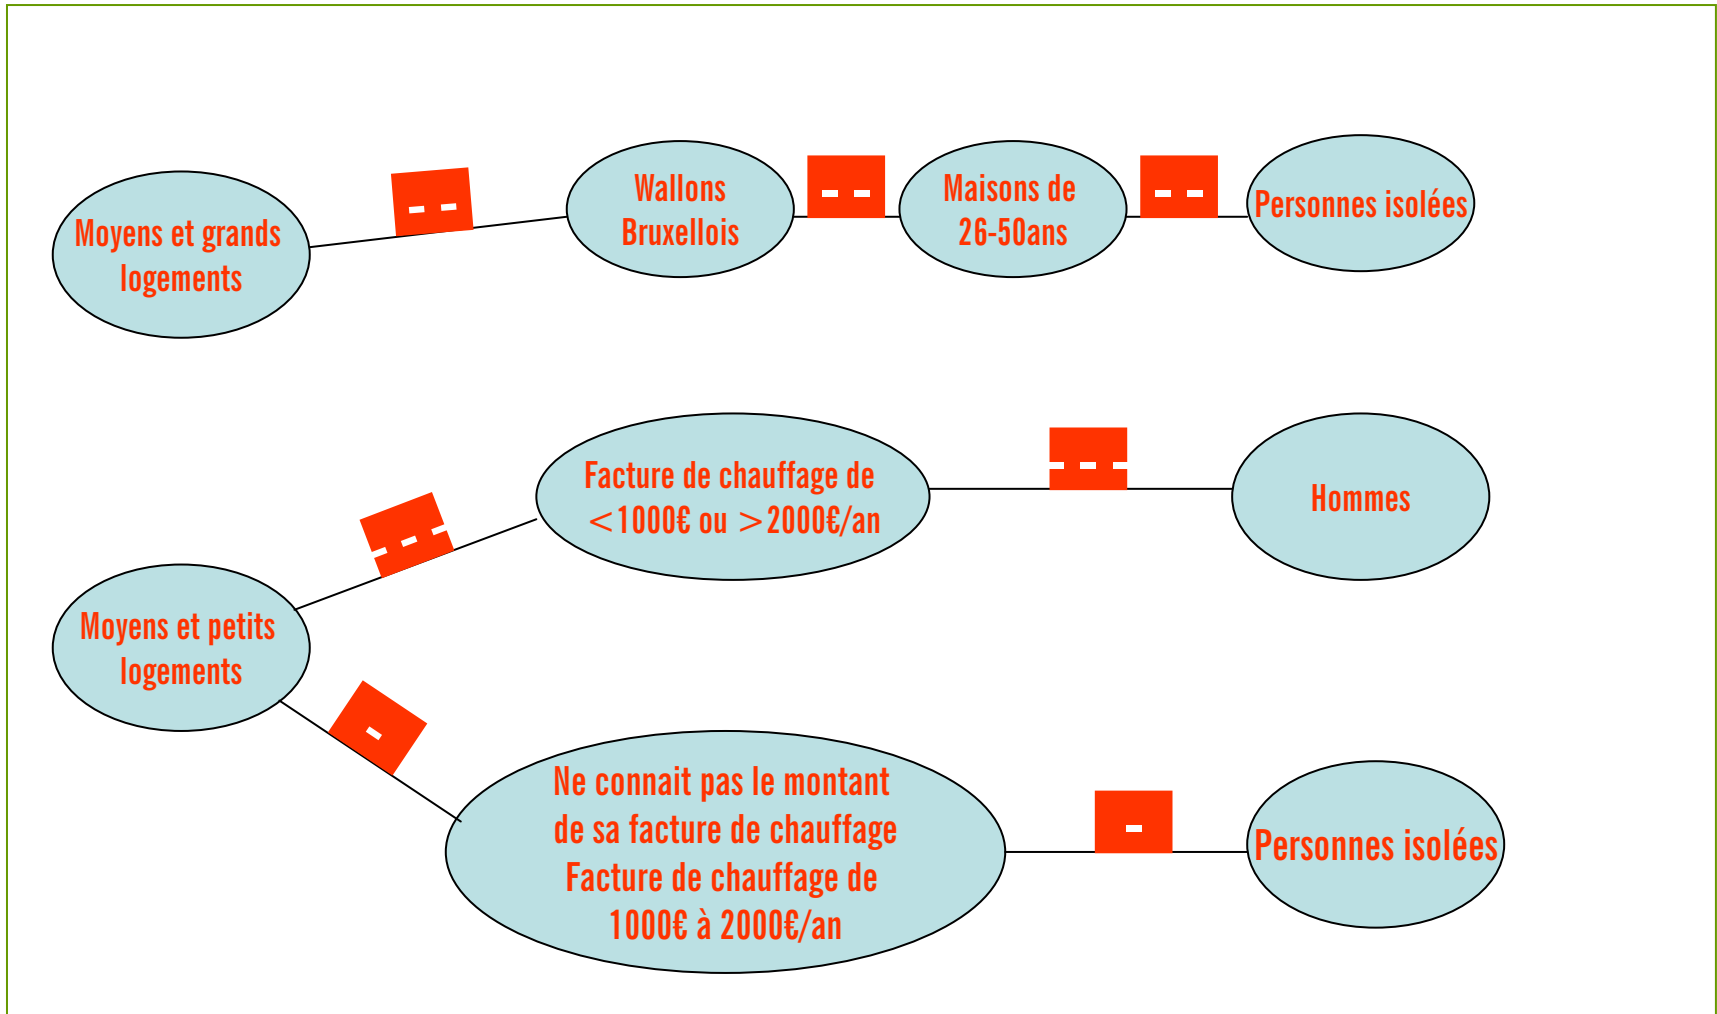 Moyens et grands
logements
- -
Wallons
Bruxellois
- -
Maisons de
26-50ans
- -
Personnes isolées
Moyens et petits
logements
- - -
Facture de chauffage de
<1000€ ou >2000€/an
- - -
Hommes
-
Ne connait pas le montant
de sa facture de chauffage
Facture de chauffage de
1000€ à 2000€/an
-
Personnes isolées